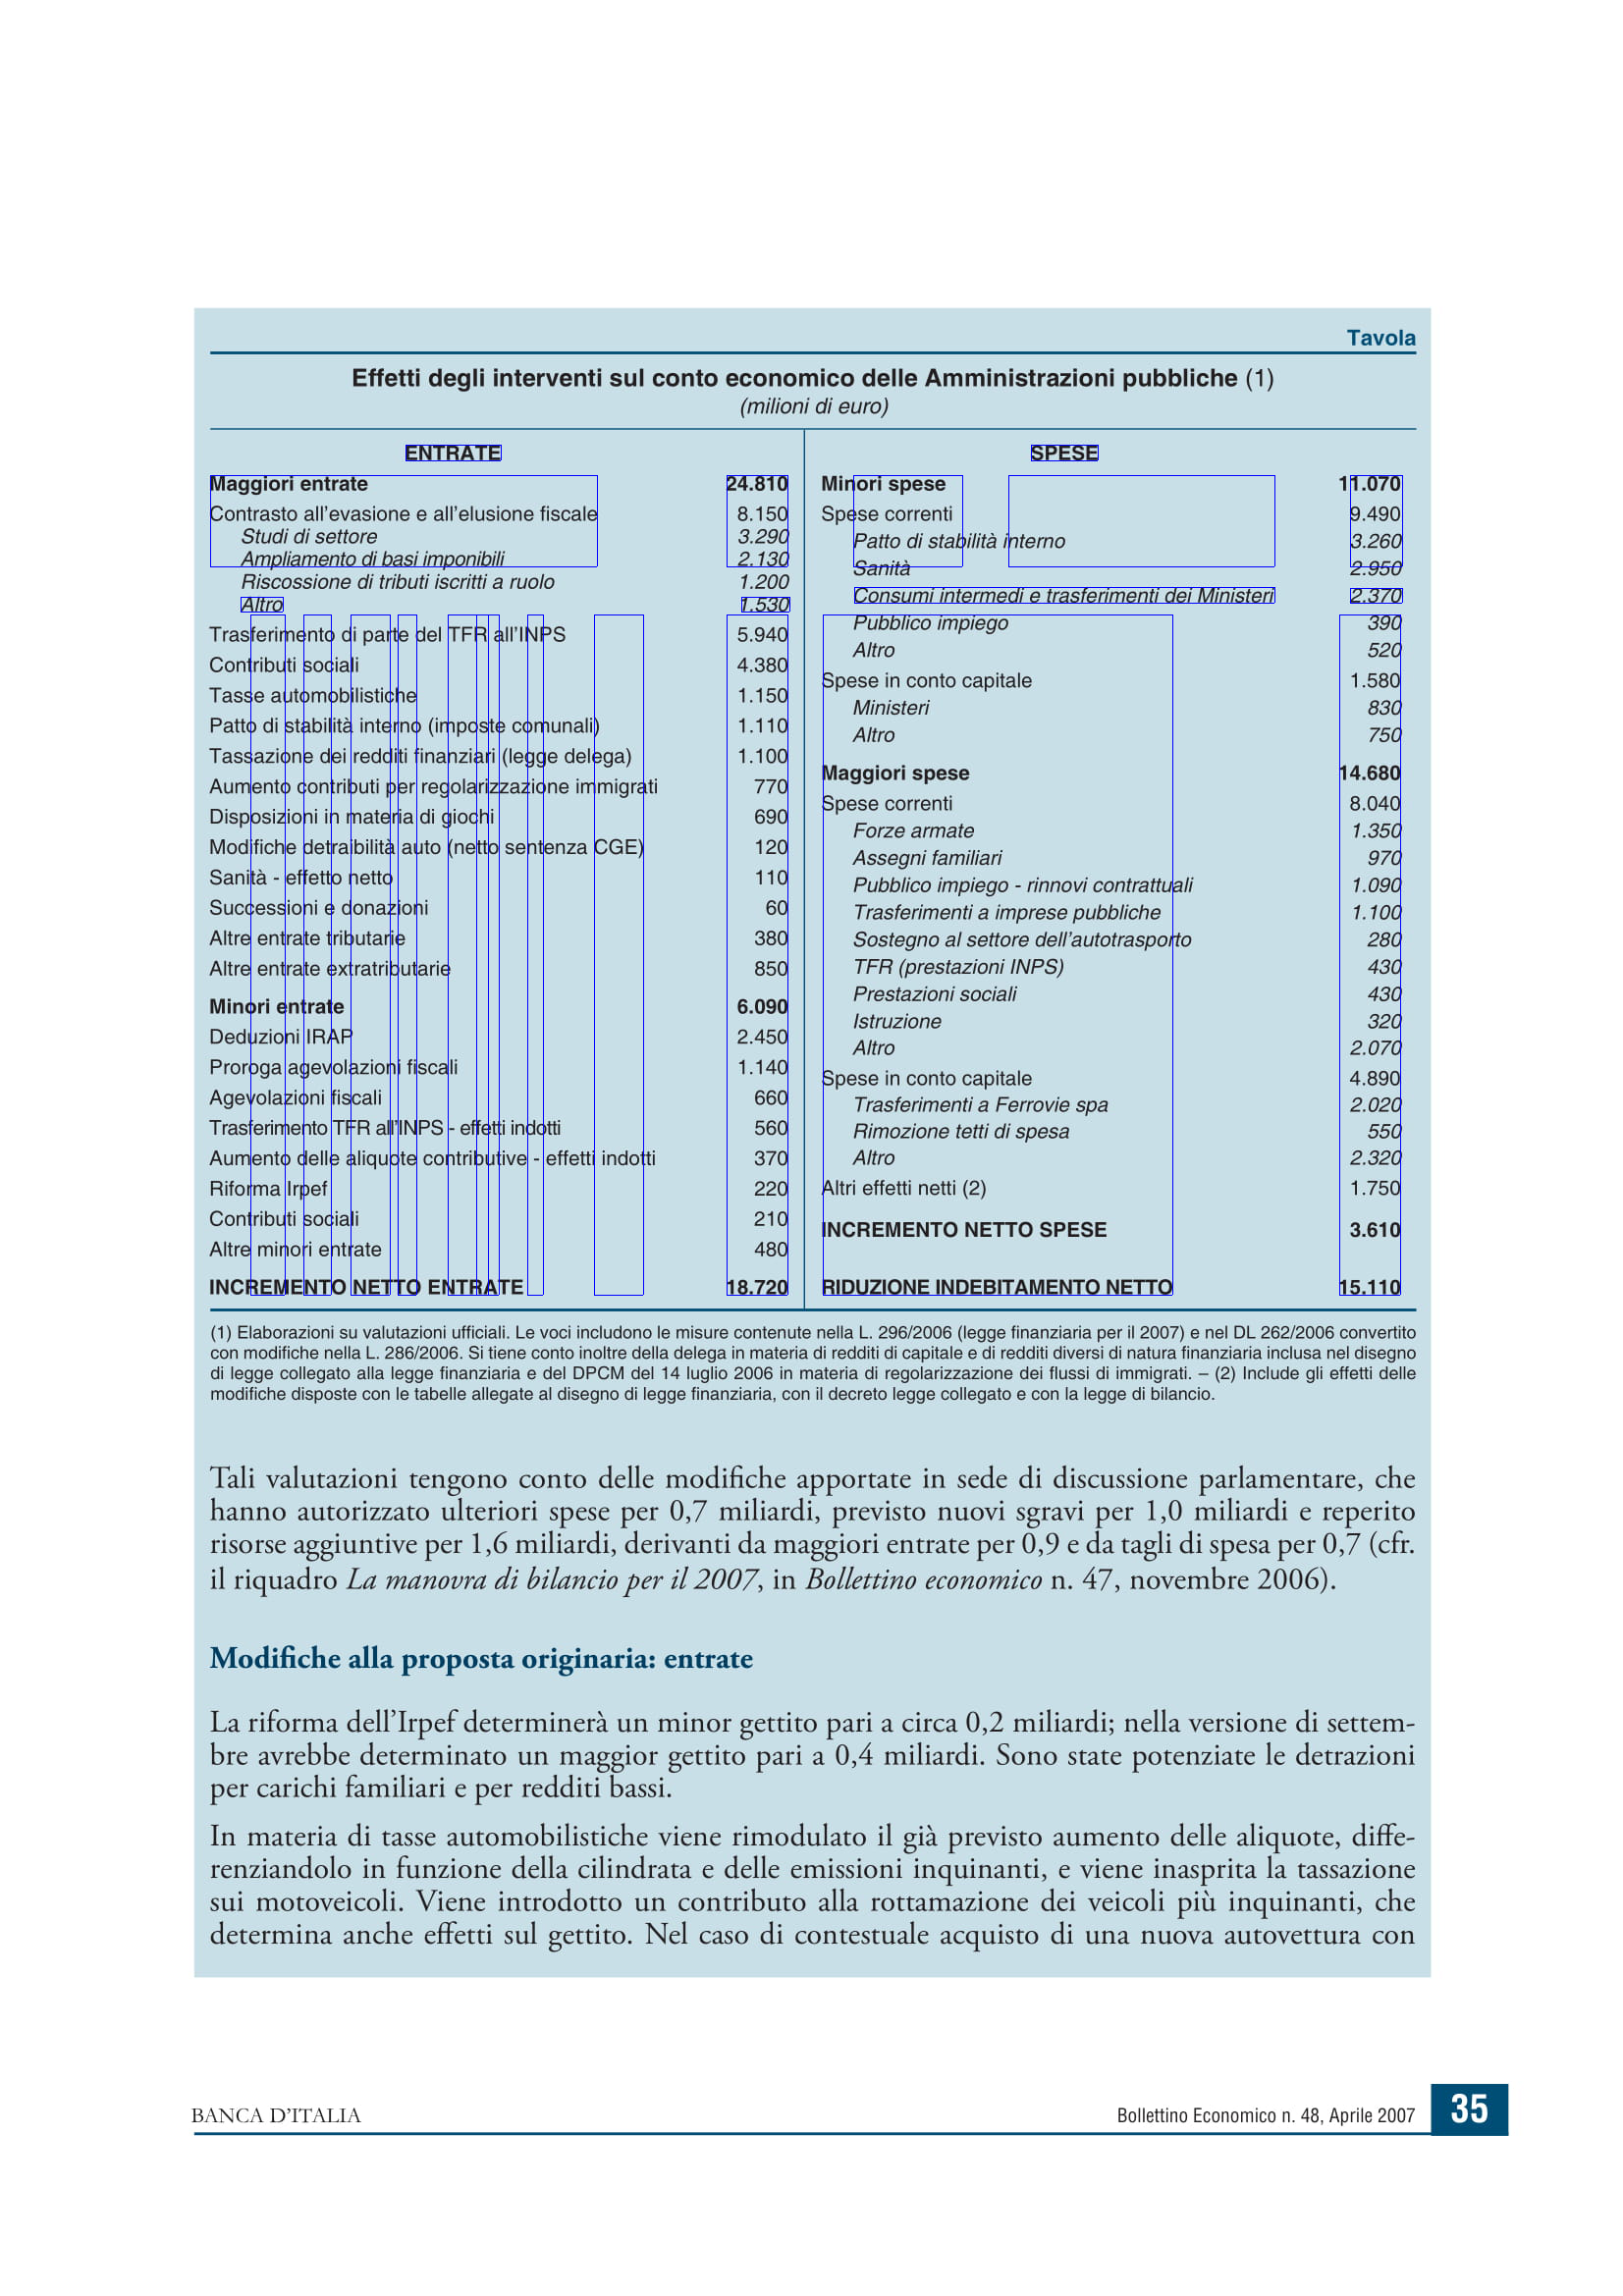 Tavola
Effetti degli interventi sul conto economico delle Amministrazioni pubbliche (1)
(milioni di euro)
ENTRATE
Maggiori entrate 24.810
Contrasto all'evasione e all'elusione fiscale 8.150
Studi di settore 3.290
Ampliamento di basi imponibili 2.130
Riscossione di tributi iscritti a ruolo 1.200
Altro 1.530
Trasferimento di parte del TFR all'INPS 5.940
Contributi sociali 4.380
Tasse automobilistiche 1.150
Patto di stabilità interno (imposte comunali) 1.110
Tassazione dei redditi finanziari (legge delega) 1.100
Aumento contributi per regolarizzazione immigrati 770
Disposizioni in materia di giochi 690
Modifiche detraibilità auto (netto sentenza CGE) 120
Sanità - effetto netto 110
Successioni e donazioni 60
Altre entrate tributarie 380
Altre entrate extratributarie 850
Minori entrate 6.090
Deduzioni IRAP 2.450
Proroga agevolazioni fiscali 1.140
Agevolazioni fiscali 660
Trasferimento TFR all'INPS - effetti indotti 560
Aumento delle aliquote contributive - effetti indotti 370
Riforma Irpef 220
Contributi sociali 210
Altre minori entrate 480
INCREMENTO NETTO ENTRATE 18.720
SPESE
Minori spese 11.070
Spese correnti 9.490
Patto di stabilità interno 3.260
Sanità 2.950
Consumi intermedi e trasferimenti dei Ministeri 2.370
Pubblico impiego 390
Altro 520
Spese in conto capitale 1.580
Ministeri 830
Altro 750
Maggiori spese 14.680
Spese correnti 8.040
Forze armate 1.350
Assegni familiari 970
Pubblico impiego - rinnovi contrattuali 1.090
Trasferimenti a imprese pubbliche 1.100
Sostegno al settore dell'autotrasporto 280
TFR (prestazioni INPS) 430
Prestazioni sociali 430
Istruzione 320
Altro 2.070
Spese in conto capitale 4.890
Trasferimenti a Ferrovie spa 2.020
Rimozione tetti di spesa 550
Altro 2.320
Altri effetti netti (2) 1.750
INCREMENTO NETTO SPESE 3.610
RIDUZIONE INDEBITAMENTO NETTO 15.110
(1) Elaborazioni su valutazioni ufficiali. Le voci includono le misure contenute nella L. 296/2006 (legge finanziaria per il 2007) e nel DL 262/2006 convertito
con modifiche nella L. 286/2006. Si tiene conto inoltre della delega in materia di redditi di capitale e di redditi diversi di natura finanziaria inclusa nel disegno
di legge collegato alla legge finanziaria e del DPCM del 14 luglio 2006 in materia di regolarizzazione dei flussi di immigrati. – (2) Include gli effetti delle
modifiche disposte con le tabelle allegate al disegno di legge finanziaria, con il decreto legge collegato e con la legge di bilancio.
Tali valutazioni tengono conto delle modifiche apportate in sede di discussione parlamentare, che
hanno autorizzato ulteriori spese per 0,7 miliardi, previsto nuovi sgravi per 1,0 miliardi e reperito
risorse aggiuntive per 1,6 miliardi, derivanti da maggiori entrate per 0,9 e da tagli di spesa per 0,7 (cfr.
il riquadro La manovra di bilancio per il 2007, in Bollettino economico n. 47, novembre 2006).
Modifiche alla proposta originaria: entrate
La riforma dell'Irpef determinerà un minor gettito pari a circa 0,2 miliardi; nella versione di settem-
bre avrebbe determinato un maggior gettito pari a 0,4 miliardi. Sono state potenziate le detrazioni
per carichi familiari e per redditi bassi.
In materia di tasse automobilistiche viene rimodulato il già previsto aumento delle aliquote, diffe-
renziandolo in funzione della cilindrata e delle emissioni inquinanti, e viene inasprita la tassazione
sui motoveicoli. Viene introdotto un contributo alla rottamazione dei veicoli più inquinanti, che
determina anche effetti sul gettito. Nel caso di contestuale acquisto di una nuova autovettura con
BANCA D'ITALIA
Bollettino Economico n. 48, Aprile 2007
35